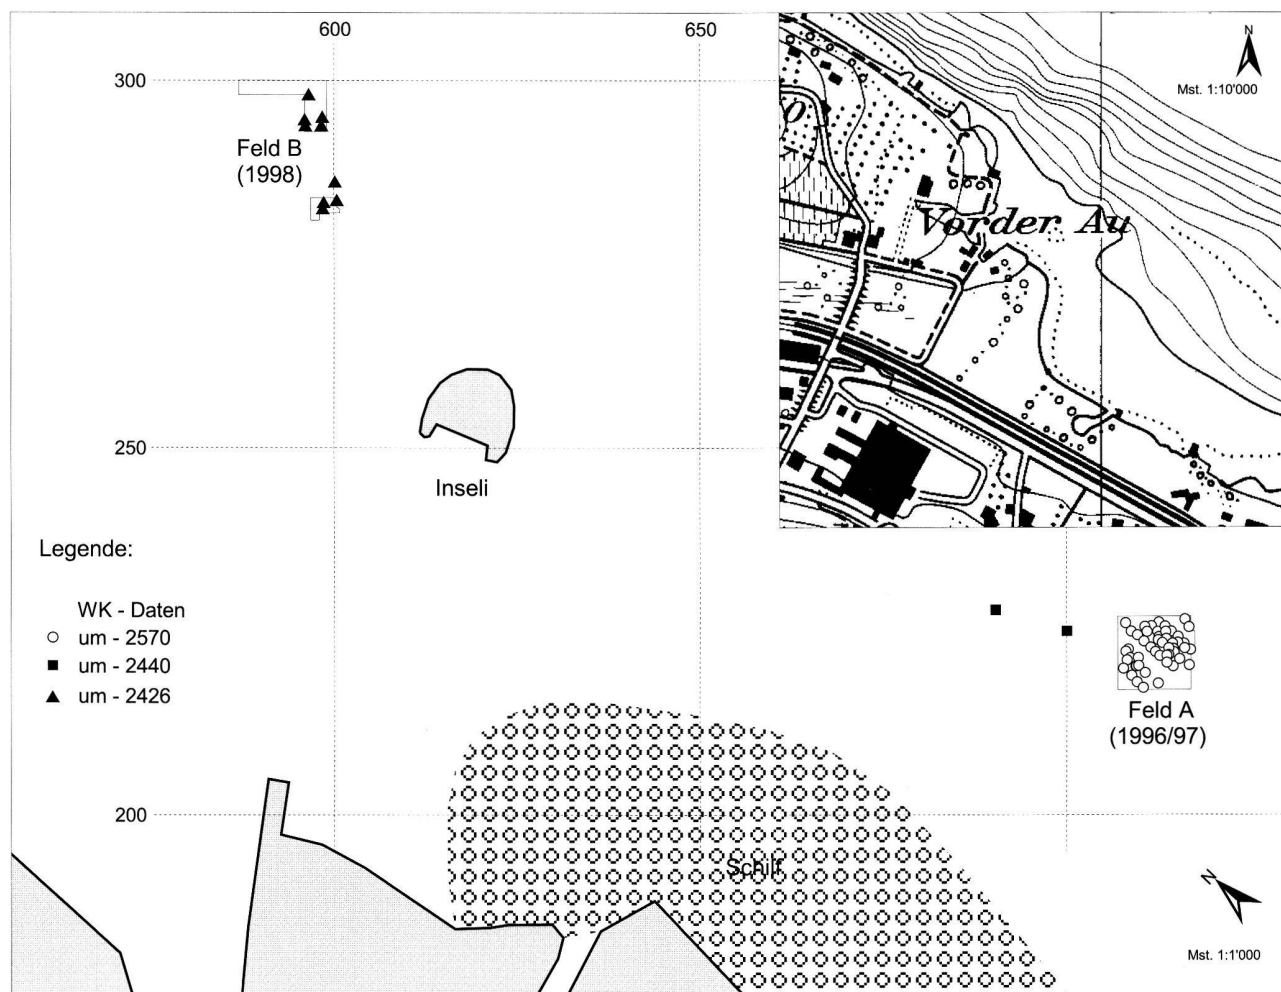 600
650
N
Mst. 1:10'000
300
Feld B
(1998)
Vorder Au
250
Inseli
Legende:
WK - Daten
um - 2570
um - 2440
um - 2426
Feld A
(1996/97)
200
Schilf
N
Mst. 1:1'000